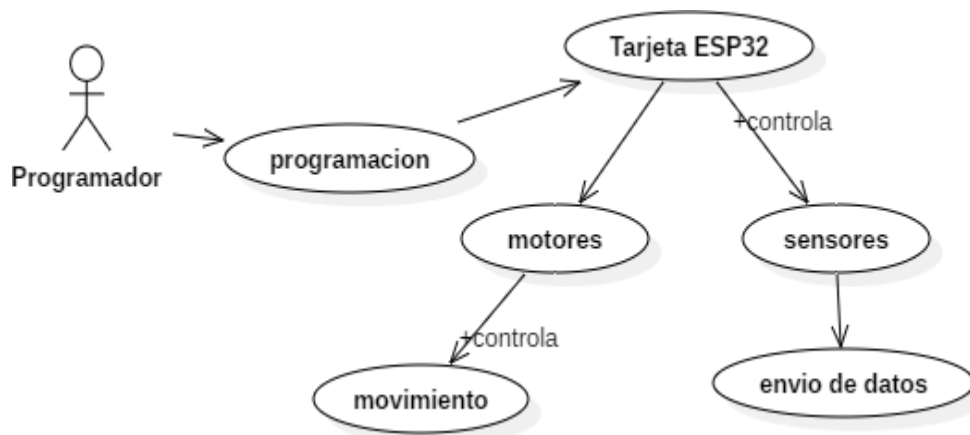 Tarjeta ESP32
+controla
programacion
Programador
motores
sensores
+controla
movimiento
envio de datos